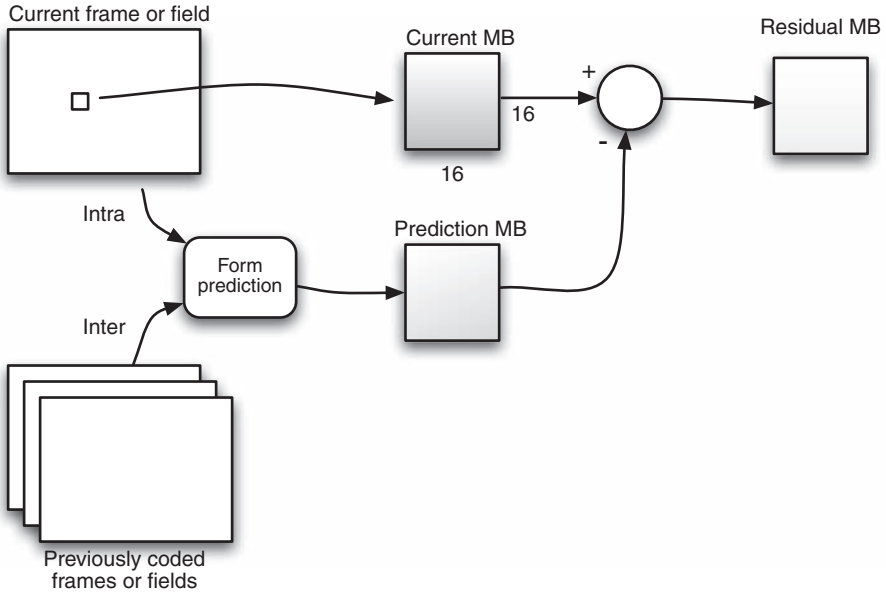 Current frame or field
Current MB
Residual MB
+
16
-
16
Intra
Prediction MB
Form
prediction
Inter
Previously coded
frames or fields